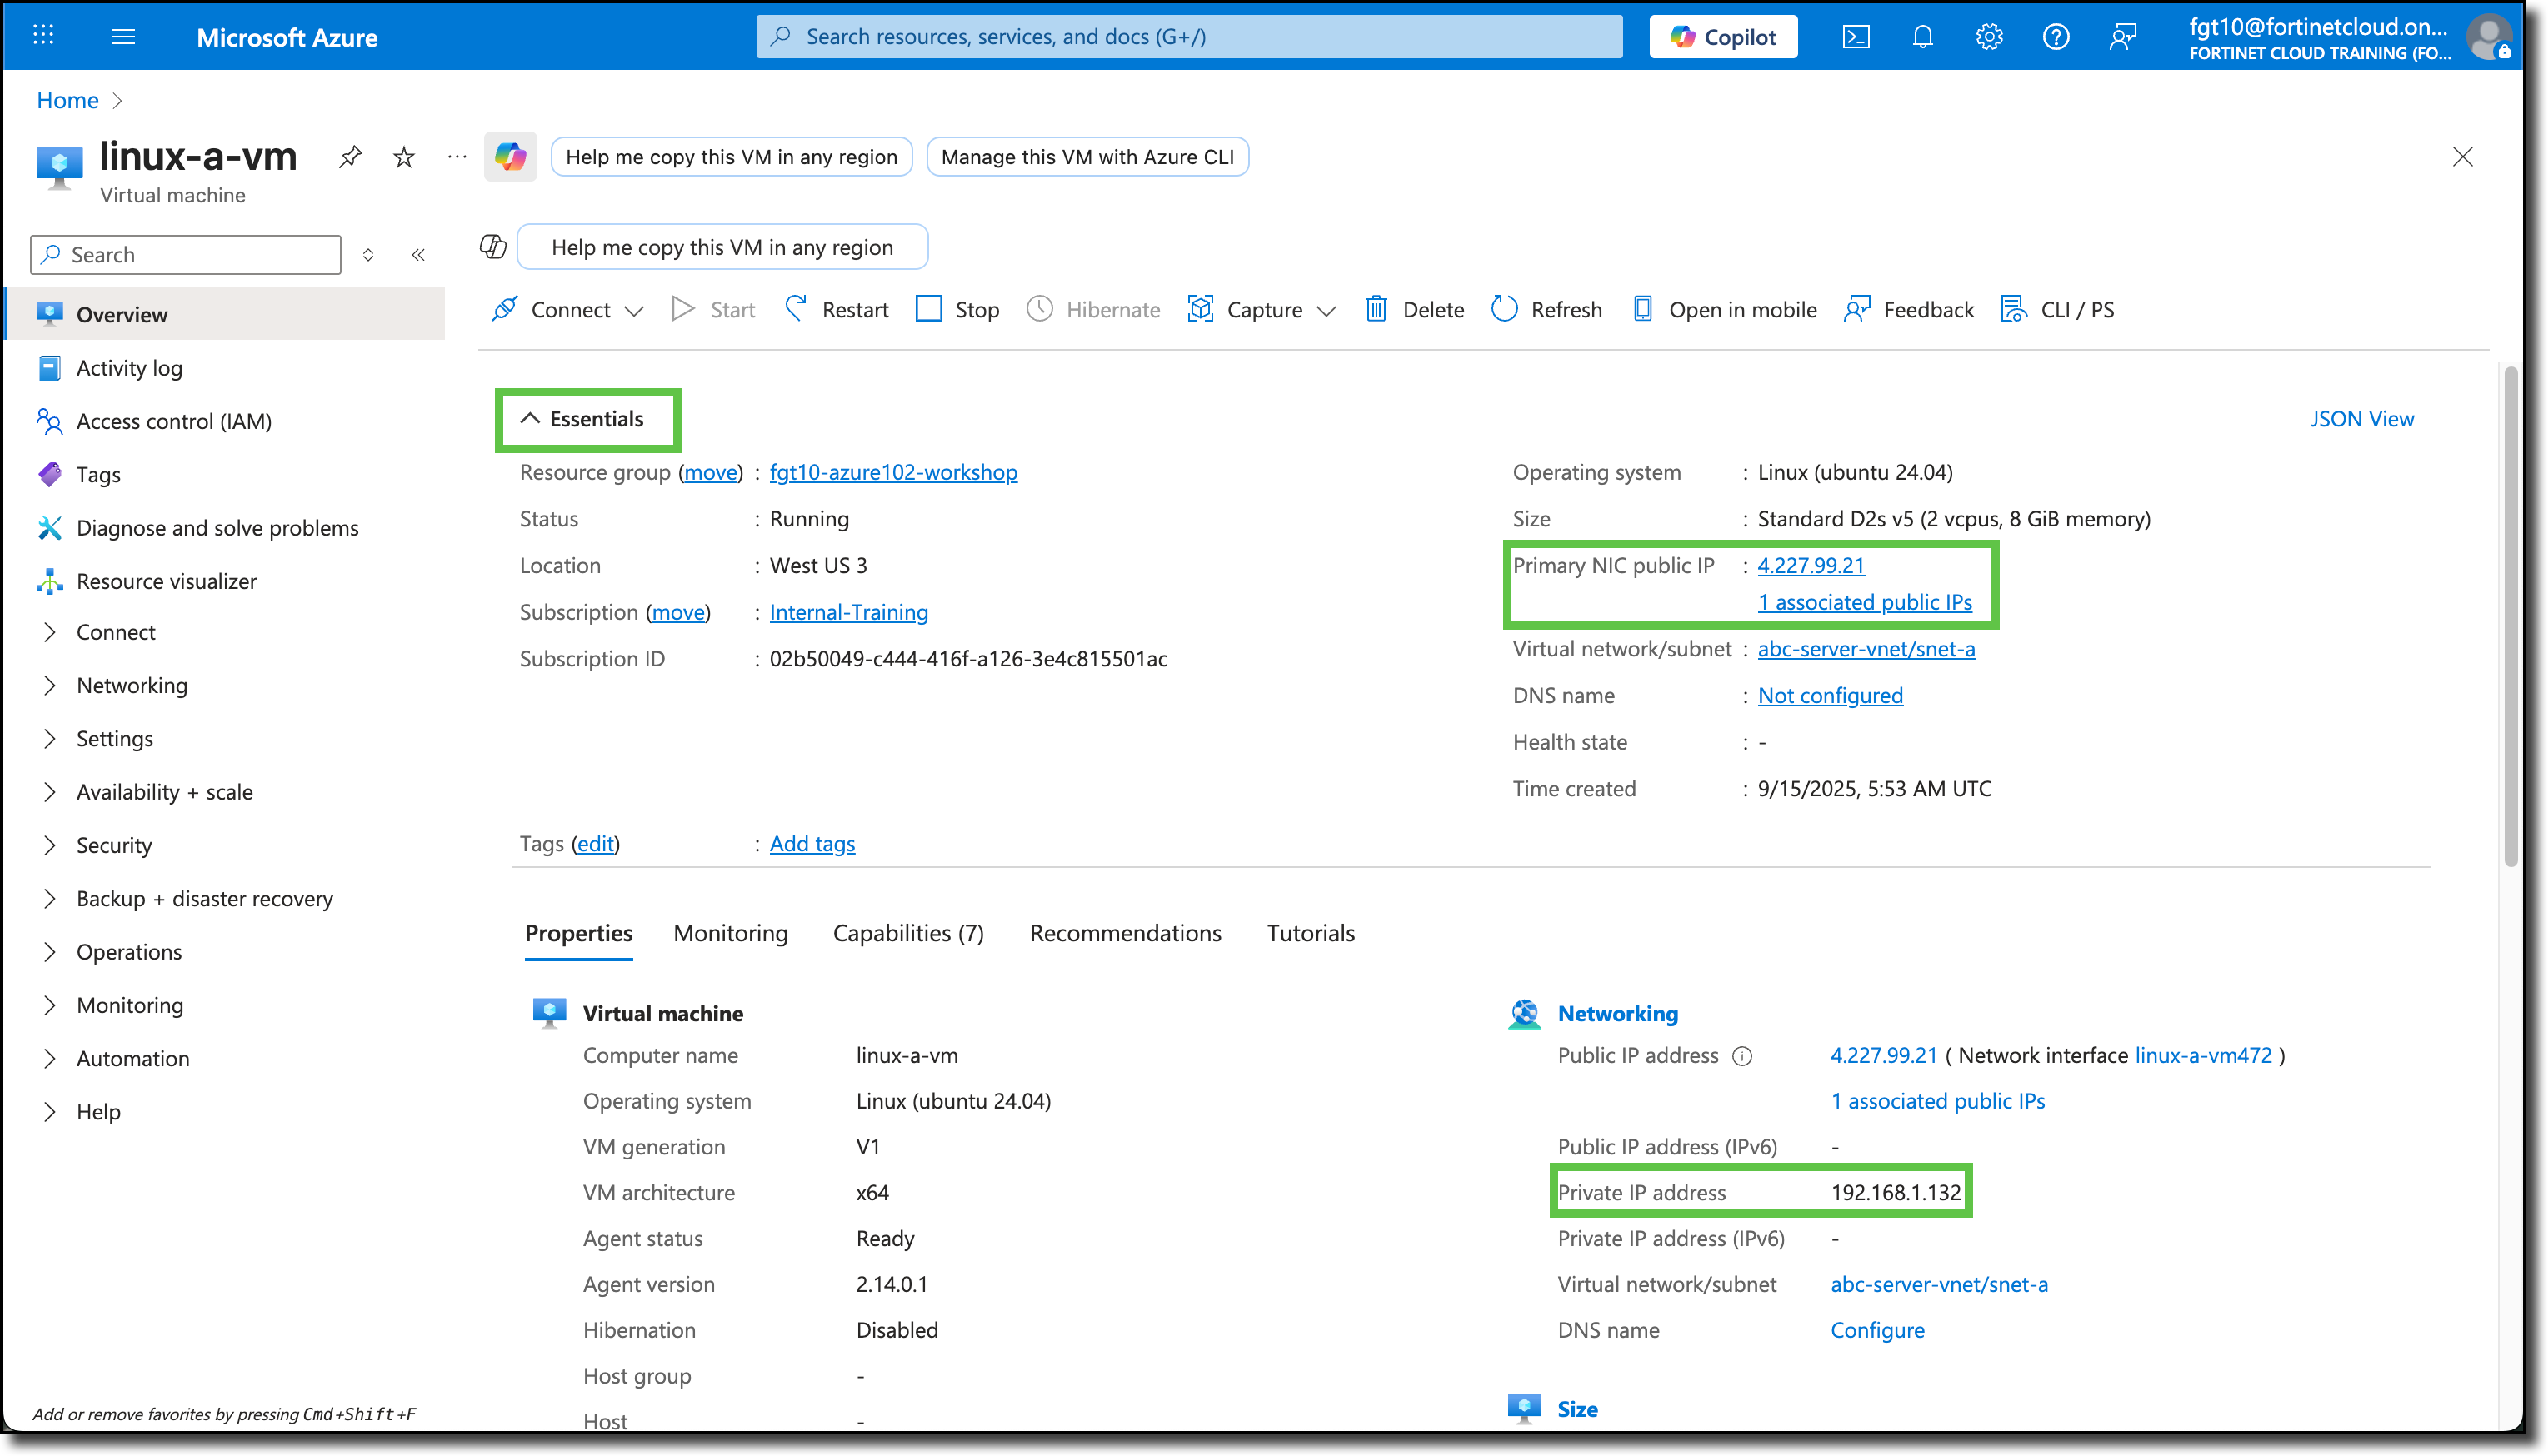 Microsoft Azure
Search resources, services, and docs (G+/)
Copilot
fgt10@fortinetcloud.on...
FORTINET CLOUD TRAINING (FO...
Home
linux-a-vm
Virtual machine
Help me copy this VM in any region
Manage this VM with Azure CLI
Search
Help me copy this VM in any region
Connect
Start
Restart
Stop
Hibernate
Capture
Delete
Refresh
Open in mobile
Feedback
CLI / PS
Overview
Activity log
Access control (IAM)
Tags
Diagnose and solve problems
Resource visualizer
Connect
Networking
Settings
Availability + scale
Security
Backup + disaster recovery
Operations
Monitoring
Automation
Help
Add or remove favorites by pressing Cmd+Shift+F
Essentials
JSON View
Resource group (move) : fgt10-azure102-workshop
Status : Running
Location : West US 3
Subscription (move) : Internal-Training
Subscription ID : 02b50049-c444-416f-a126-3e4c815501ac
Operating system : Linux (ubuntu 24.04)
Size : Standard D2s v5 (2 vcpus, 8 GiB memory)
Primary NIC public IP : 4.227.99.21
1 associated public IPs
Virtual network/subnet : abc-server-vnet/snet-a
DNS name : Not configured
Health state : -
Time created : 9/15/2025, 5:53 AM UTC
Tags (edit) : Add tags
Properties
Monitoring
Capabilities (7)
Recommendations
Tutorials
Virtual machine
Computer name linux-a-vm
Operating system Linux (ubuntu 24.04)
VM generation V1
VM architecture x64
Agent status Ready
Agent version 2.14.0.1
Hibernation Disabled
Host group -
Host -
Networking
Public IP address 4.227.99.21 ( Network interface linux-a-vm472 )
1 associated public IPs
Public IP address (IPv6) -
Private IP address 192.168.1.132
Private IP address (IPv6) -
Virtual network/subnet abc-server-vnet/snet-a
DNS name Configure
Size